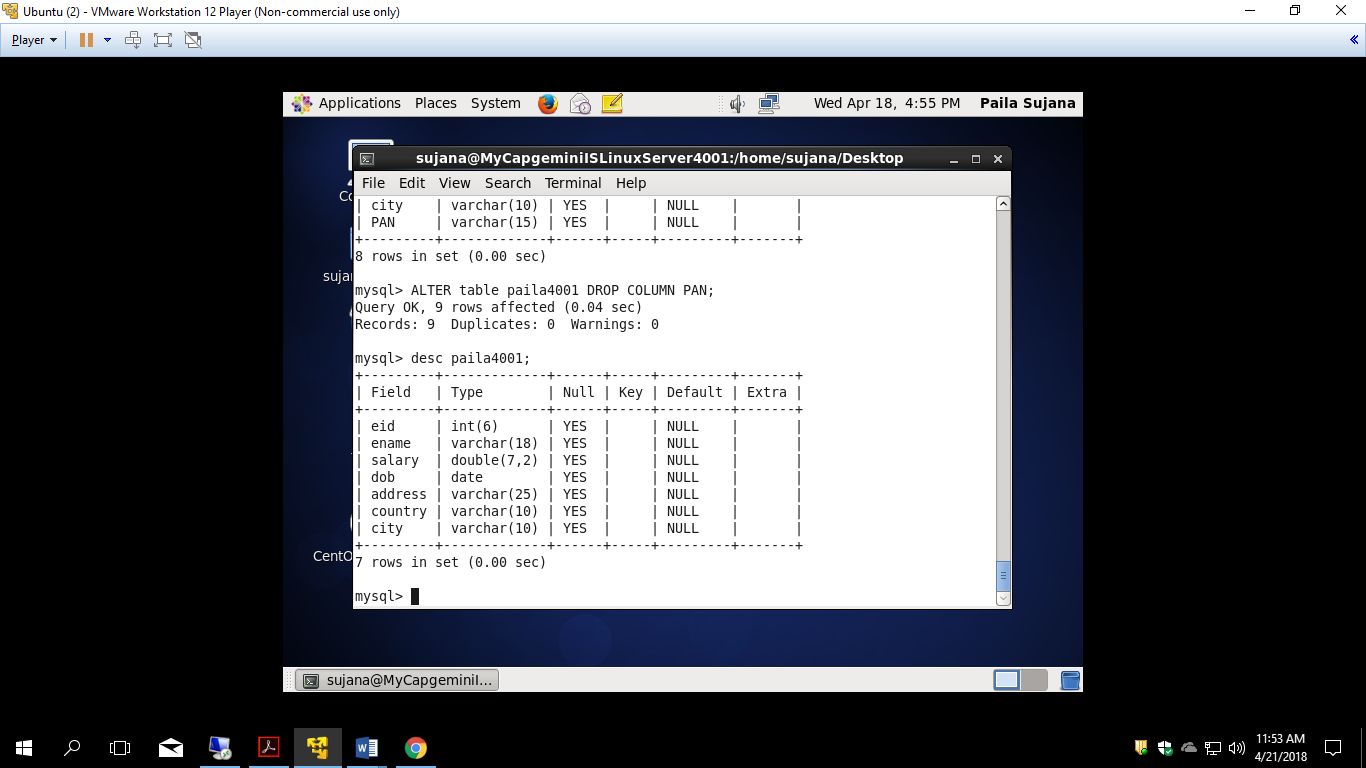 Ubuntu (2) - VMware Workstation 12 Player (Non-commercial use only)
Player
Applications Places System Wed Apr 18, 4:55 PM Paila Sujana
sujana@MyCapgeminiISLinuxServer4001:/home/sujana/Desktop
File Edit View Search Terminal Help
| city    | varchar(10) | YES  |     | NULL    |       |
| PAN     | varchar(15) | YES  |     | NULL    |       |
+---------+-------------+------+-----+---------+-------+
8 rows in set (0.00 sec)
mysql> ALTER table paila4001 DROP COLUMN PAN;
Query OK, 9 rows affected (0.04 sec)
Records: 9  Duplicates: 0  Warnings: 0
mysql> desc paila4001;
+---------+-------------+------+-----+---------+-------+
| Field   | Type        | Null | Key | Default | Extra |
+---------+-------------+------+-----+---------+-------+
| eid     | int(6)      | YES  |     | NULL    |       |
| ename   | varchar(18) | YES  |     | NULL    |       |
| salary  | double(7,2) | YES  |     | NULL    |       |
| dob     | date        | YES  |     | NULL    |       |
| address | varchar(25) | YES  |     | NULL    |       |
| country | varchar(10) | YES  |     | NULL    |       |
| city    | varchar(10) | YES  |     | NULL    |       |
+---------+-------------+------+-----+---------+-------+
7 rows in set (0.00 sec)
mysql>
Co
suja
CentO
sujana@MyCapgeminiI...
11:53 AM
4/21/2018